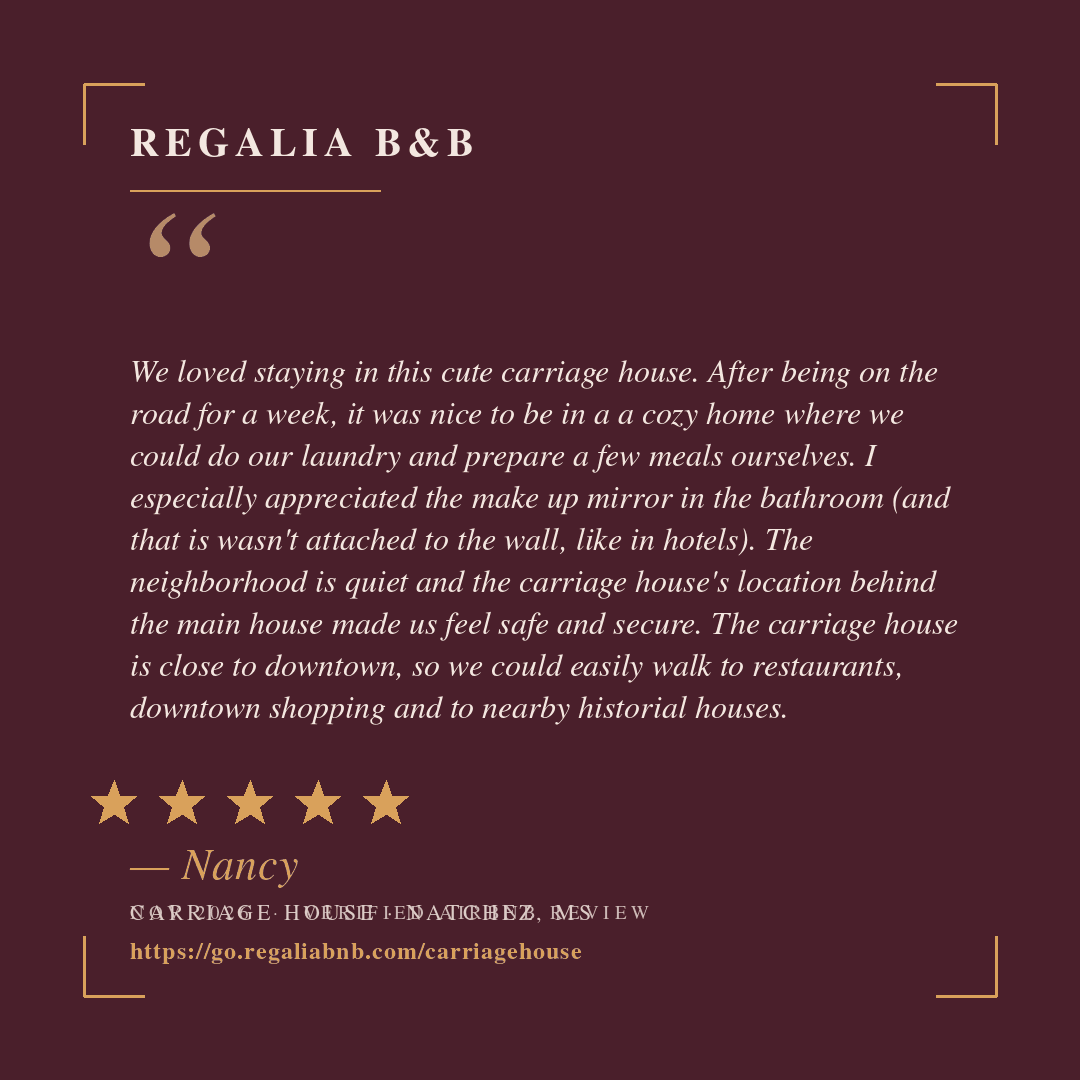 REGALIA B&B
“
We loved staying in this cute carriage house. After being on the
road for a week, it was nice to be in a a cozy home where we
could do our laundry and prepare a few meals ourselves. I
especially appreciated the make up mirror in the bathroom (and
that is wasn't attached to the wall, like in hotels). The
neighborhood is quiet and the carriage house's location behind
the main house made us feel safe and secure. The carriage house
is close to downtown, so we could easily walk to restaurants,
downtown shopping and to nearby historial houses.
★★★★★
— Nancy
CARRIAGE HOUSE · NATCHEZ, MS
REVIEW
https://go.regaliabnb.com/carriagehouse